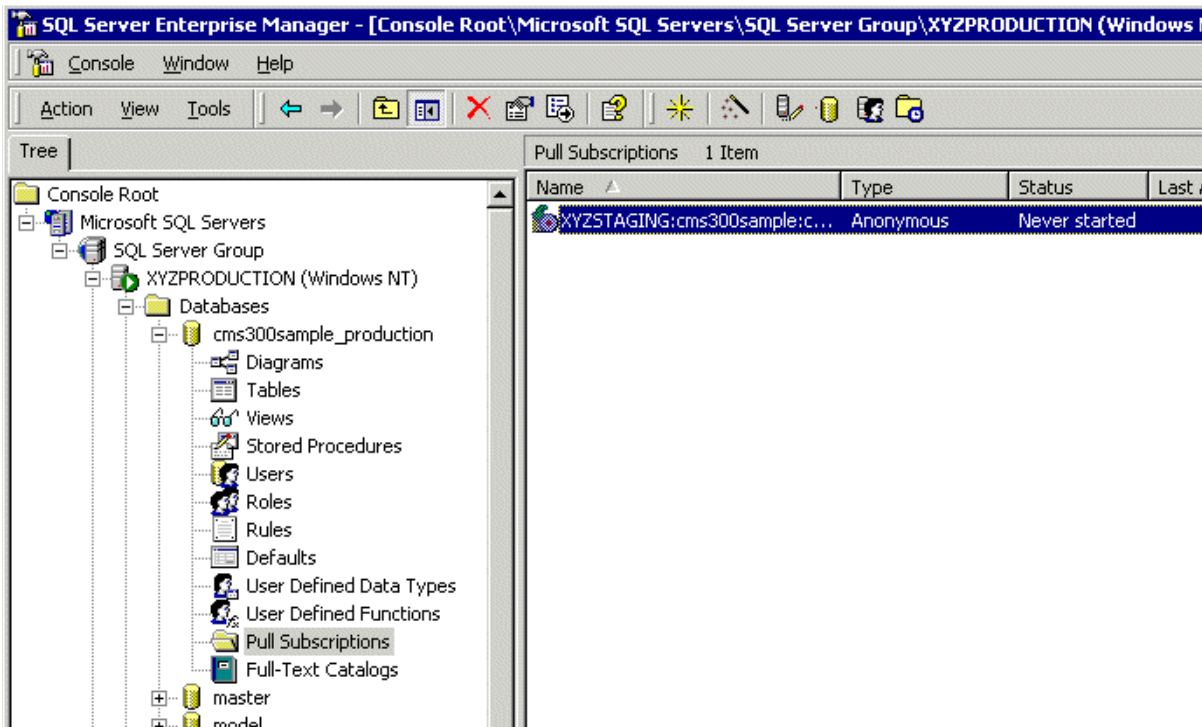 SQL Server Enterprise Manager - [Console Root\Microsoft SQL Servers\SQL Server Group\XYZPRODUCTION (Windows
Console Window Help
Action View Tools
Tree
Pull Subscriptions 1 Item
Name Type Status Last
XYZSTAGING:cms300sample:c... Anonymous Never started
Console Root
Microsoft SQL Servers
SQL Server Group
XYZPRODUCTION (Windows NT)
Databases
cms300sample_production
Diagrams
Tables
Views
Stored Procedures
Users
Roles
Rules
Defaults
User Defined Data Types
User Defined Functions
Pull Subscriptions
Full-Text Catalogs
master
model